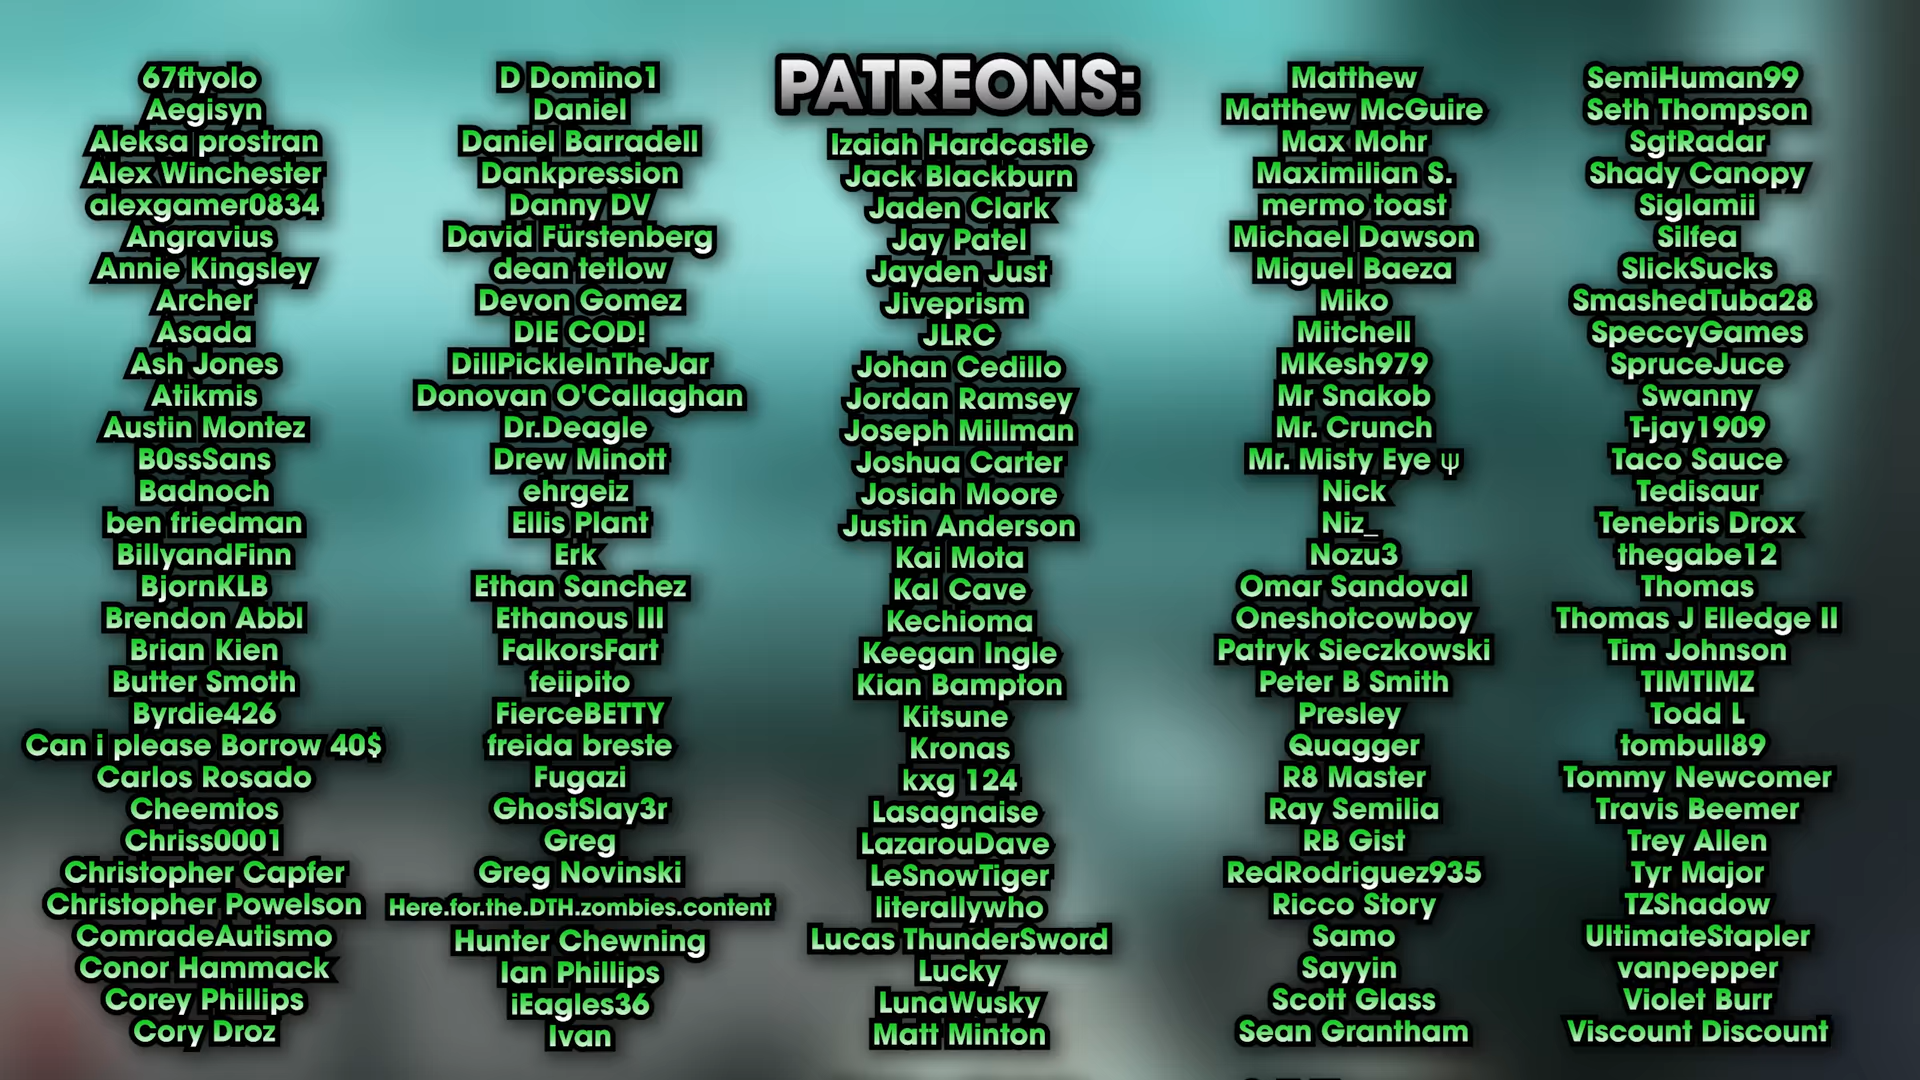 67ftyolo
Aegisyn
Aleksa prostran
Alex Winchester
alexgamer0834
Angravius
Annie Kingsley
Archer
Asada
Ash Jones
Atikmis
Austin Montez
B0ssSans
Badnoch
ben friedman
BillyandFinn
BjornKLB
Brendon Abbl
Brian Kien
Butter Smoth
Byrdie426
Can i please Borrow 40$
Carlos Rosado
Cheemtos
Chriss0001
Christopher Capfer
Christopher Powelson
ComradeAutismo
Conor Hammack
Corey Phillips
Cory Droz
D Domino1
Daniel
Daniel Barradell
Dankpression
Danny DV
David Fürstenberg
dean tetlow
Devon Gomez
DIE COD!
DillPickleInTheJar
Donovan O'Callaghan
Dr.Deagle
Drew Minott
ehrgeiz
Ellis Plant
Erk
Ethan Sanchez
Ethanous III
FalkorsFart
feiipito
FierceBETTY
freida breste
Fugazi
GhostSlay3r
Greg
Greg Novinski
Here.for.the.DTH.zombies.content
Hunter Chewning
Ian Phillips
iEagles36
Ivan
PATREONS:
Izaiah Hardcastle
Jack Blackburn
Jaden Clark
Jay Patel
Jayden Just
Jiveprism
JLRC
Johan Cedillo
Jordan Ramsey
Joseph Millman
Joshua Carter
Josiah Moore
Justin Anderson
Kai Mota
Kal Cave
Kechioma
Keegan Ingle
Kian Bampton
Kitsune
Kronas
kxg 124
Lasagnaise
LazarouDave
LeSnowTiger
literallywho
Lucas ThunderSword
Lucky
LunaWusky
Matt Minton
Matthew
Matthew McGuire
Max Mohr
Maximilian S.
mermo toast
Michael Dawson
Miguel Baeza
Miko
Mitchell
MKesh979
Mr Snakob
Mr. Crunch
Mr. Misty Eye ψ
Nick
Niz_
Nozu3
Omar Sandoval
Oneshotcowboy
Patryk Sieczkowski
Peter B Smith
Presley
Quagger
R8 Master
Ray Semilia
RB Gist
RedRodriguez935
Ricco Story
Samo
Sayyin
Scott Glass
Sean Grantham
SemiHuman99
Seth Thompson
SgtRadar
Shady Canopy
Siglamii
Silfea
SlickSucks
SmashedTuba28
SpeccyGames
SpruceJuce
Swanny
T-jay1909
Taco Sauce
Tedisaur
Tenebris Drox
thegabe12
Thomas
Thomas J Elledge II
Tim Johnson
TIMTIMZ
Todd L
tombull89
Tommy Newcomer
Travis Beemer
Trey Allen
Tyr Major
TZShadow
UltimateStapler
vanpepper
Violet Burr
Viscount Discount